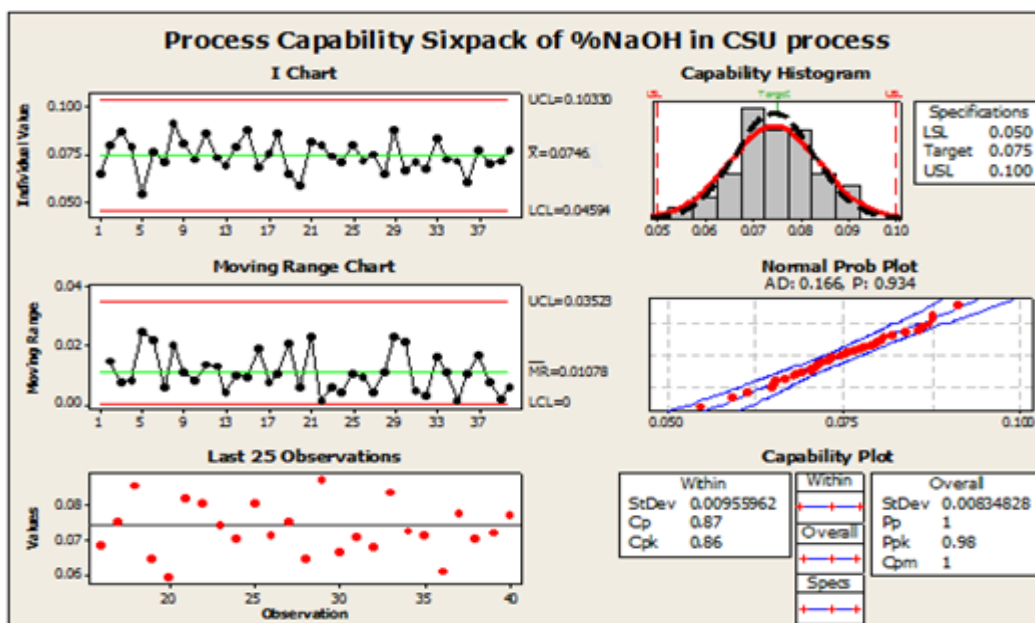 Process Capability Sixpack of %NaOH in CSU process
I Chart
Individual Value
0.100
0.075
0.050
UCL=0.10330
X=0.0746
LCL=0.04594
1 5 9 13 17 21 25 29 33 37
Moving Range Chart
Moving Range
0.04
0.02
0.00
UCL=0.03523
MR=0.01078
LCL=0
1 5 9 13 17 21 25 29 33 37
Last 25 Observations
Values
0.08
0.07
0.06
20 25 30 35 40
Observation
Capability Histogram
LSL Target USL
0.05 0.06 0.07 0.08 0.09 0.10
Specifications
LSL 0.050
Target 0.075
USL 0.100
Normal Prob Plot
AD: 0.166, P: 0.934
0.050 0.075 0.100
Capability Plot
Within
StDev 0.00955962
Cp 0.87
Cpk 0.86
Within
Overall
Specs
Overall
StDev 0.00834828
Pp 1
Ppk 0.98
Cpm 1